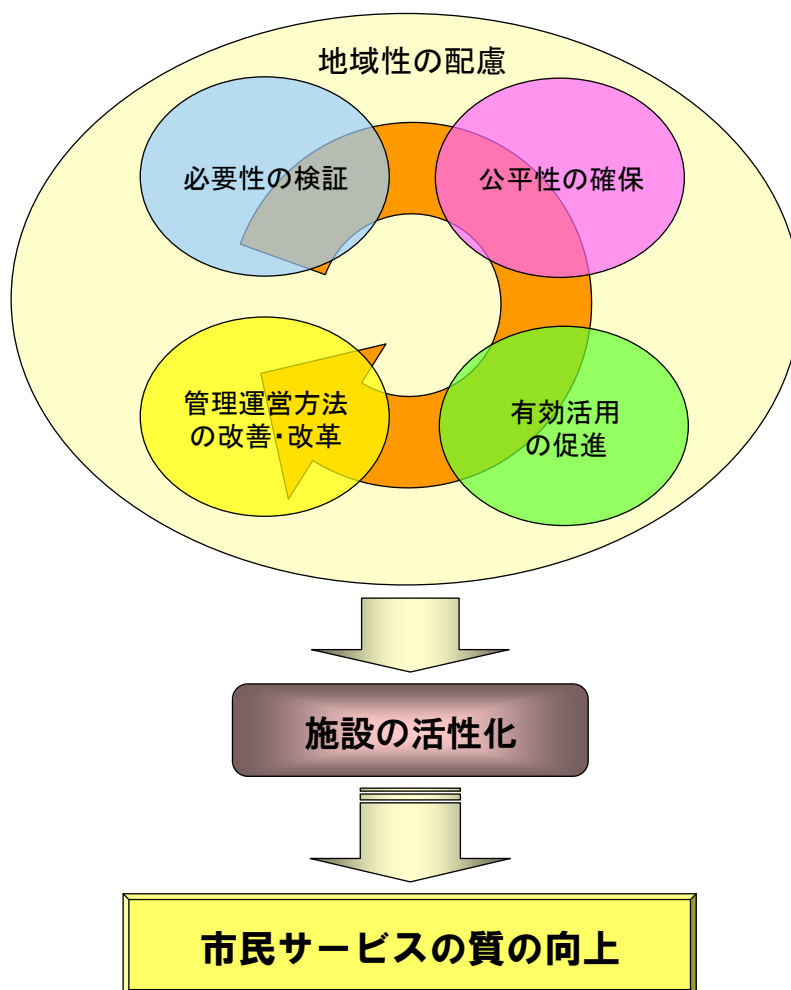 地域性の配慮
必要性の検証
公平性の確保
管理運営方法
の改善・改革
有効活用
の促進
施設の活性化
市民サービスの質の向上